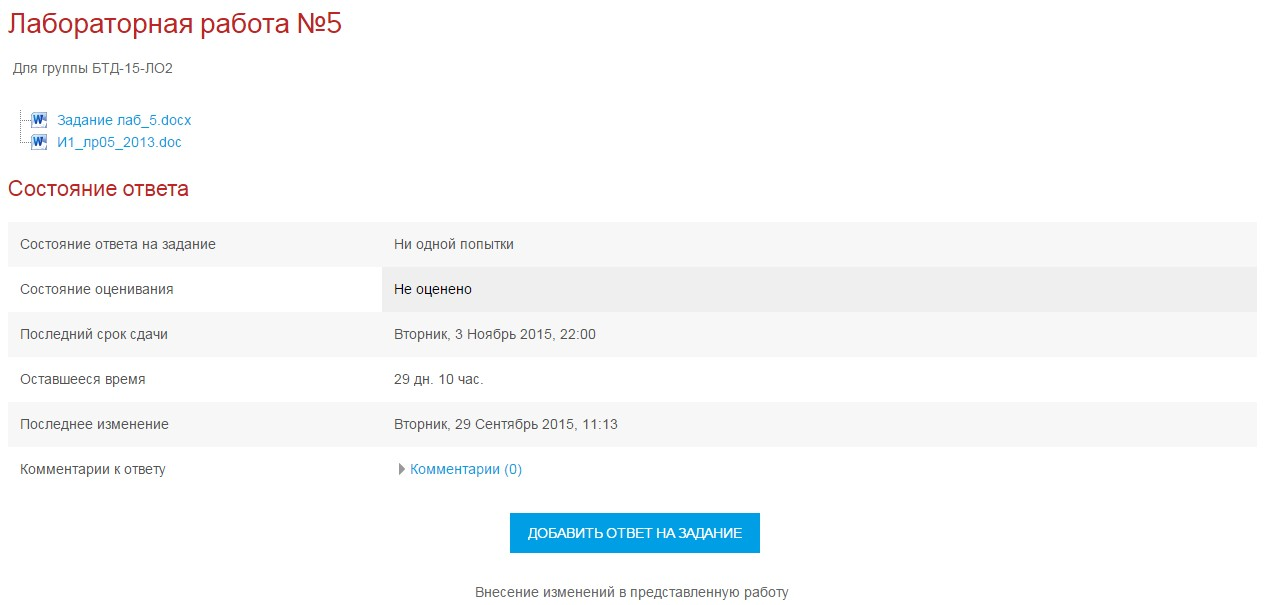 Лабораторная работа №5
Для группы БТД-15-ЛО2
Задание лаб_5.docx
И1_лр05_2013.doc
Состояние ответа
Состояние ответа на задание Ни одной попытки
Состояние оценивания Не оценено
Последний срок сдачи Вторник, 3 Ноябрь 2015, 22:00
Оставшееся время 29 дн. 10 час.
Последнее изменение Вторник, 29 Сентябрь 2015, 11:13
Комментарии к ответу Комментарии (0)
ДОБАВИТЬ ОТВЕТ НА ЗАДАНИЕ
Внесение изменений в представленную работу